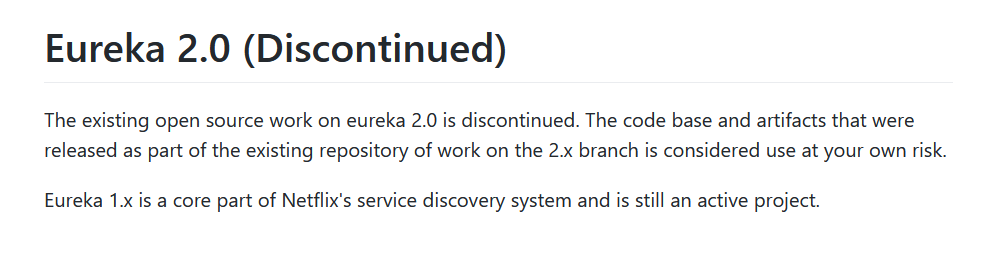 Eureka 2.0 (Discontinued)
The existing open source work on eureka 2.0 is discontinued. The code base and artifacts that were
released as part of the existing repository of work on the 2.x branch is considered use at your own risk.
Eureka 1.x is a core part of Netflix's service discovery system and is still an active project.